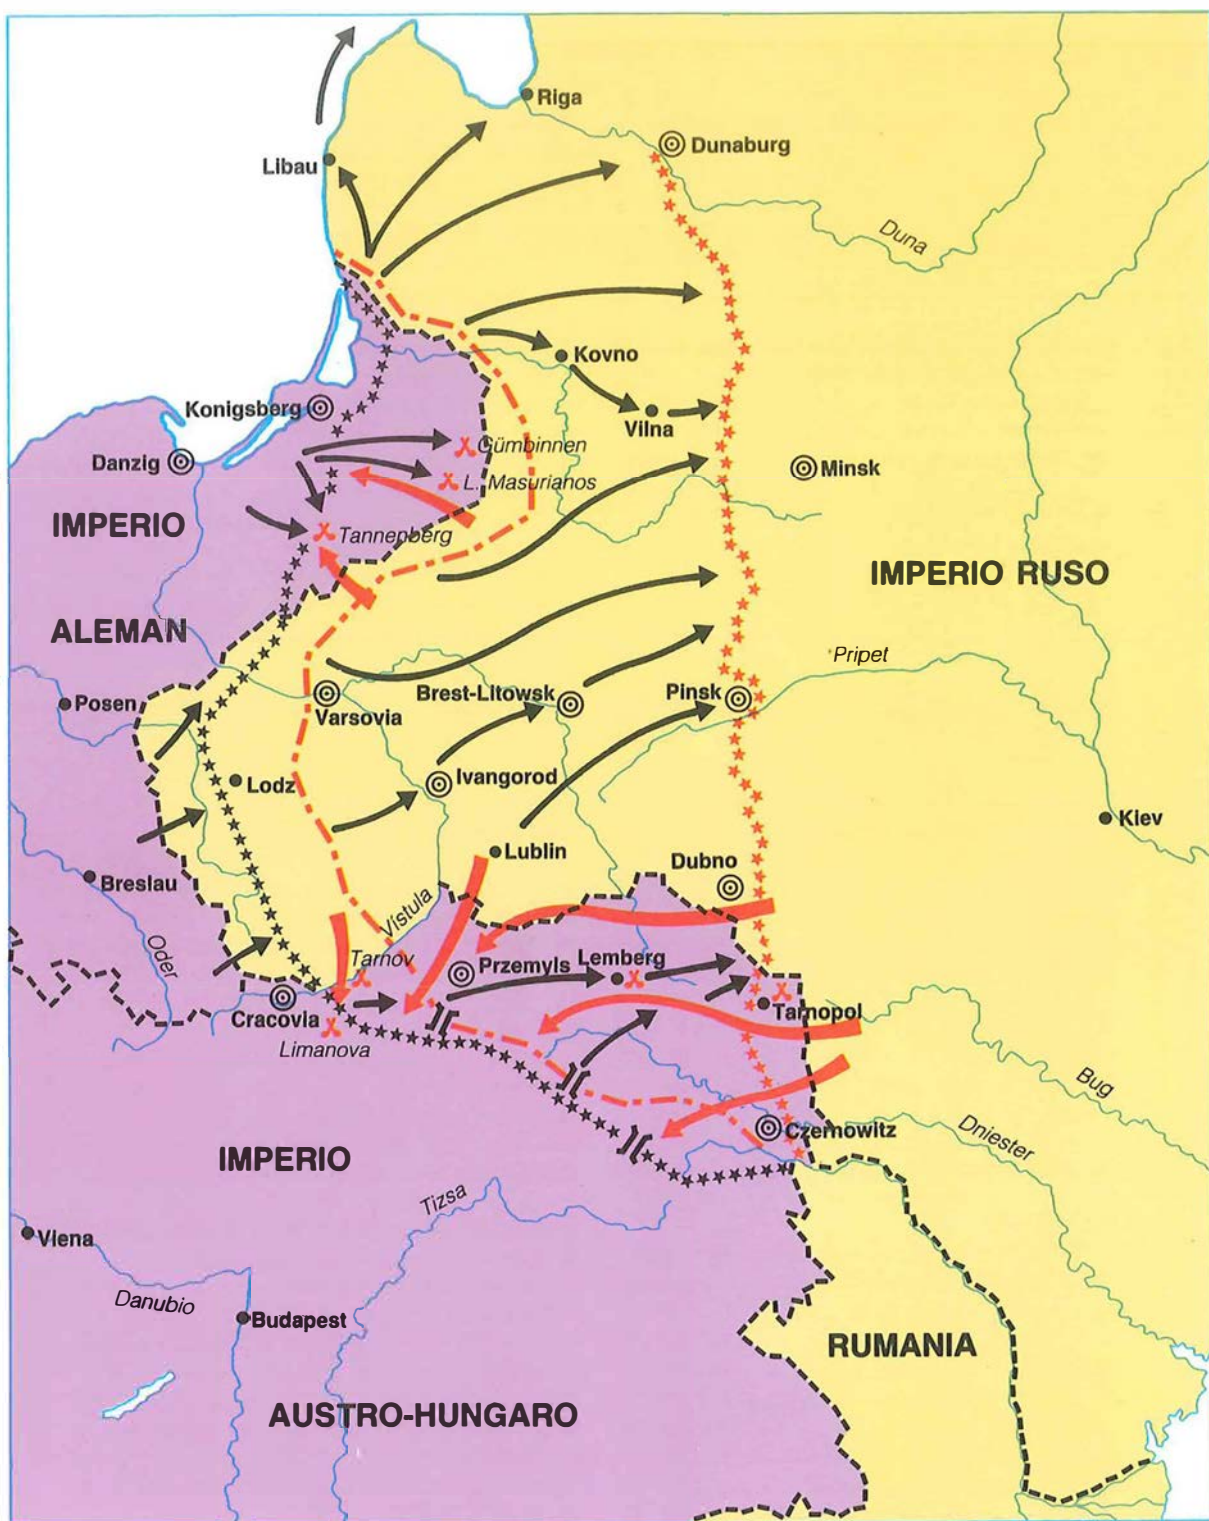 Riga
Dunaburg
Libau
Duna
Kovno
Konigsberg
Vilna
Gümbinnen
Danzig
Minsk
L. Masurianos
IMPERIO
Tannenberg
IMPERIO RUSO
ALEMAN
Pripet
Posen
Brest-Litowsk
Pinsk
Varsovia
Lodz
Ivangorod
Kiev
Lublin
Dubno
Breslau
Vístula
Oder
Tarnov
Przemyls
Lemberg
Cracovia
Tarnopol
Limanova
Bug
Czernowitz
Dniester
IMPERIO
Tizsa
Viena
Danubio
Budapest
RUMANIA
AUSTRO-HUNGARO